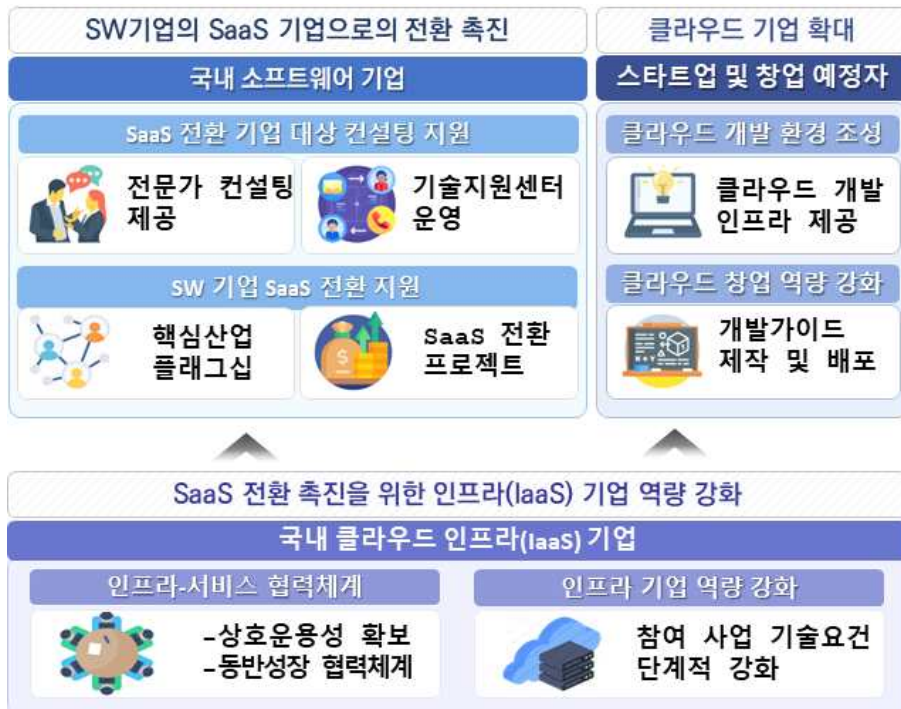 SW기업의 SaaS 기업으로의 전환 촉진
국내 소프트웨어 기업
SaaS 전환 기업 대상 컨설팅 지원
전문가 컨설팅
제공
기술지원센터
운영
SW 기업 SaaS 전환 지원
핵심산업
플래그십
SaaS 전환
프로젝트
클라우드 기업 확대
스타트업 및 창업 예정자
클라우드 개발 환경 조성
클라우드 개발
인프라 제공
클라우드 창업 역량 강화
개발가이드
제작 및 배포
SaaS 전환 촉진을 위한 인프라(IaaS) 기업 역량 강화
국내 클라우드 인프라(IaaS) 기업
인프라-서비스 협력체계
-상호운용성 확보
-동반성장 협력체계
인프라 기업 역량 강화
참여 사업 기술요건
단계적 강화